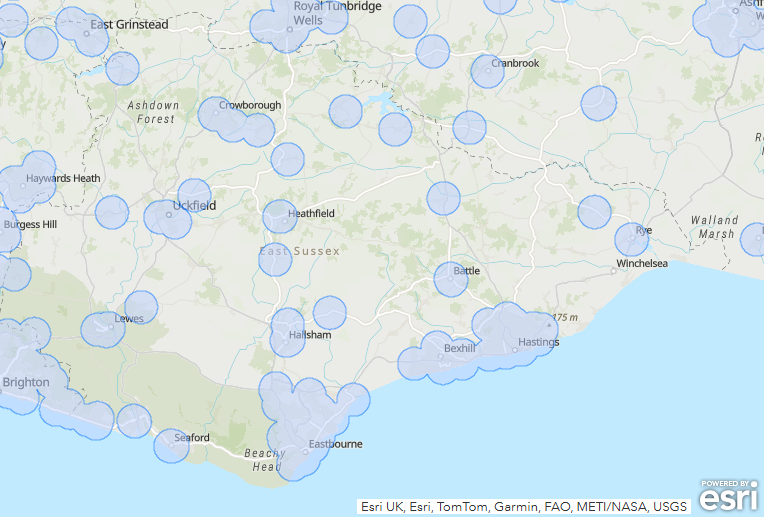 Royal Tunbridge
Wells
East Grinstead
Cranbrook
Ashdown
Forest
Crowborough
Haywards Heath
Uckfield
Heathfield
Burgess Hill
East Sussex
Rye
Walland
Marsh
Winchelsea
Battle
Lewes
Hailsham
175 m
Hastings
Bexhill
Brighton
Seaford
Eastbourne
Beachy
Head
POWERED BY
esri
Esri UK, Esri, TomTom, Garmin, FAO, METI/NASA, USGS